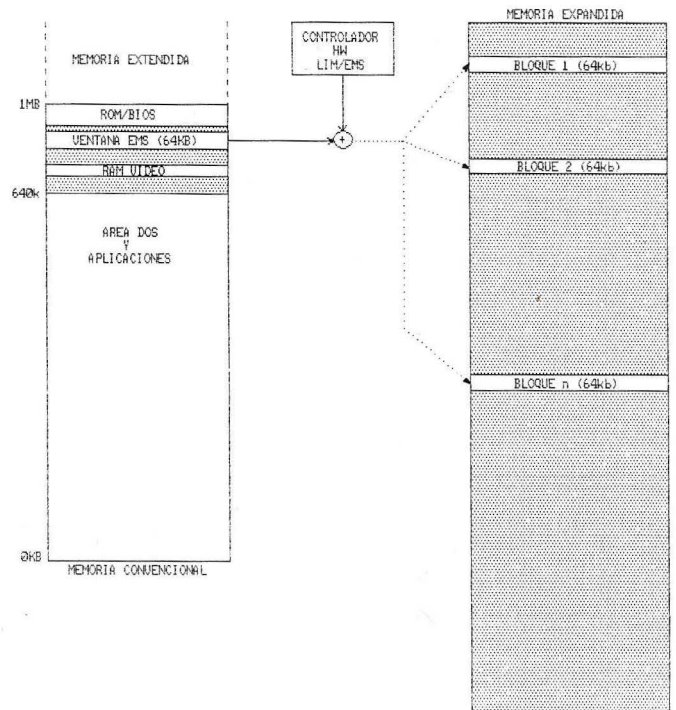 MEMORIA EXTENDIDA
1MB
ROM/BIOS
VENTANA EMS (64KB)
RAM VIDEO
640k
AREA DOS
Y
APLICACIONES
0KB
MEMORIA CONVENCIONAL
CONTROLADOR
HW
LIM/EMS
+
MEMORIA EXPANDIDA
BLOQUE 1 (64kb)
BLOQUE 2 (64kb)
BLOQUE n (64kb)